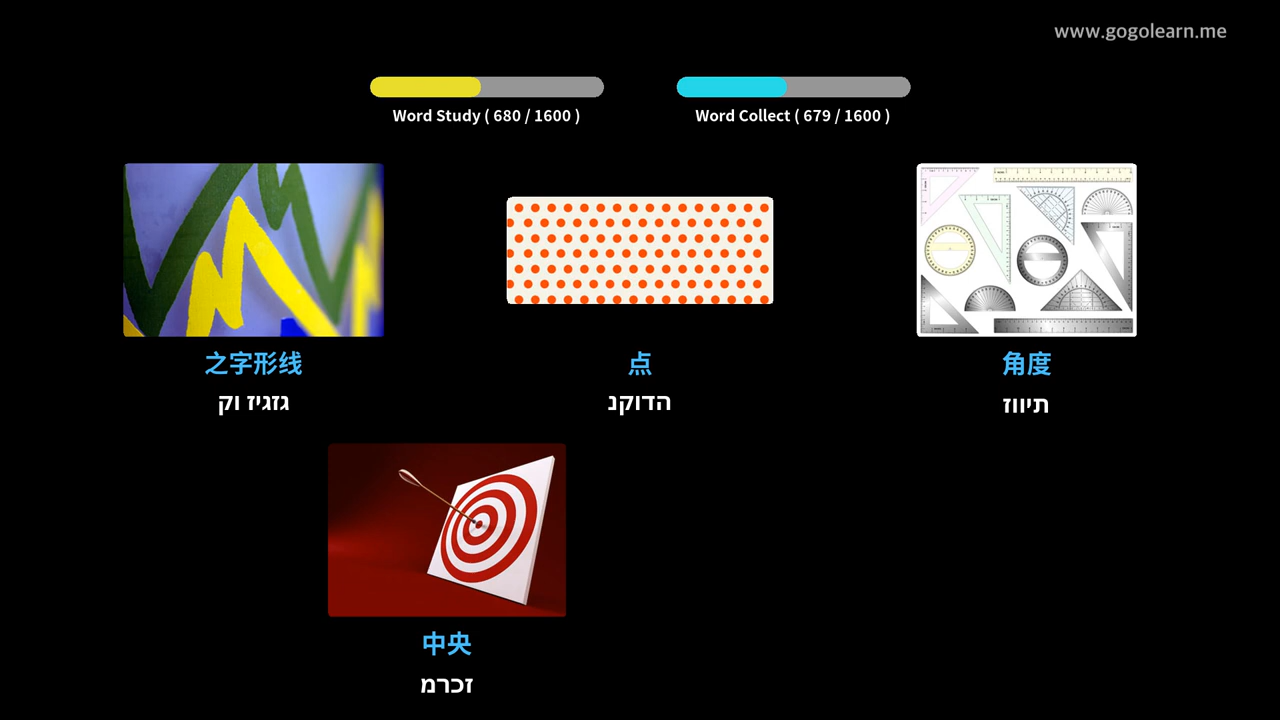 www.gogolearn.me
Word Study ( 680 / 1600 )
Word Collect ( 679 / 1600 )
之字形线
גזגיז וק
点
הדוקנ
角度
תיווז
中央
זכרמ